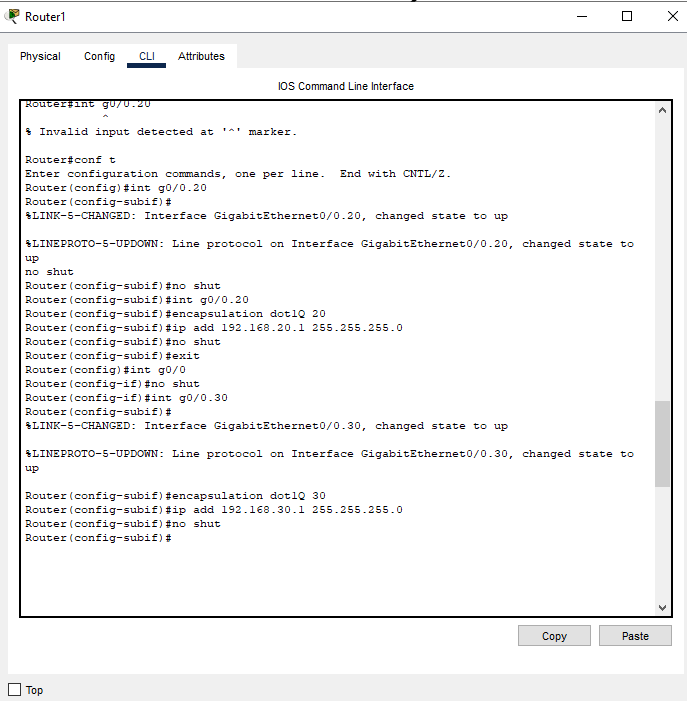 Router1
Physical Config CLI Attributes
IOS Command Line Interface
Router#int g0/0.20
^
% Invalid input detected at '^' marker.
Router#conf t
Enter configuration commands, one per line. End with CNTL/Z.
Router(config)#int g0/0.20
Router(config-subif)#
%LINK-5-CHANGED: Interface GigabitEthernet0/0.20, changed state to up
%LINEPROTO-5-UPDOWN: Line protocol on Interface GigabitEthernet0/0.20, changed state to
up
no shut
Router(config-subif)#no shut
Router(config-subif)#int g0/0.20
Router(config-subif)#encapsulation dot1Q 20
Router(config-subif)#ip add 192.168.20.1 255.255.255.0
Router(config-subif)#no shut
Router(config-subif)#exit
Router(config)#int g0/0
Router(config-if)#no shut
Router(config-if)#int g0/0.30
Router(config-subif)#
%LINK-5-CHANGED: Interface GigabitEthernet0/0.30, changed state to up
%LINEPROTO-5-UPDOWN: Line protocol on Interface GigabitEthernet0/0.30, changed state to
up
Router(config-subif)#encapsulation dot1Q 30
Router(config-subif)#ip add 192.168.30.1 255.255.255.0
Router(config-subif)#no shut
Router(config-subif)#
Copy Paste
Top